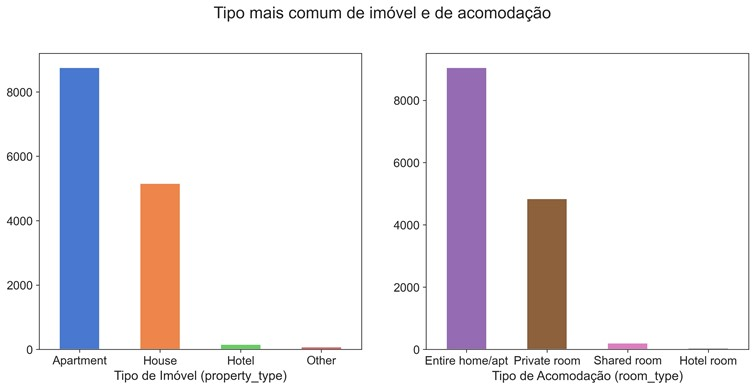 Tipo mais comum de imóvel e de acomodação
8000
6000
4000
2000
0
Apartment House Hotel Other
Tipo de Imóvel (property_type)
8000
6000
4000
2000
0
Entire home/apt Private room Shared room Hotel room
Tipo de Acomodação (room_type)